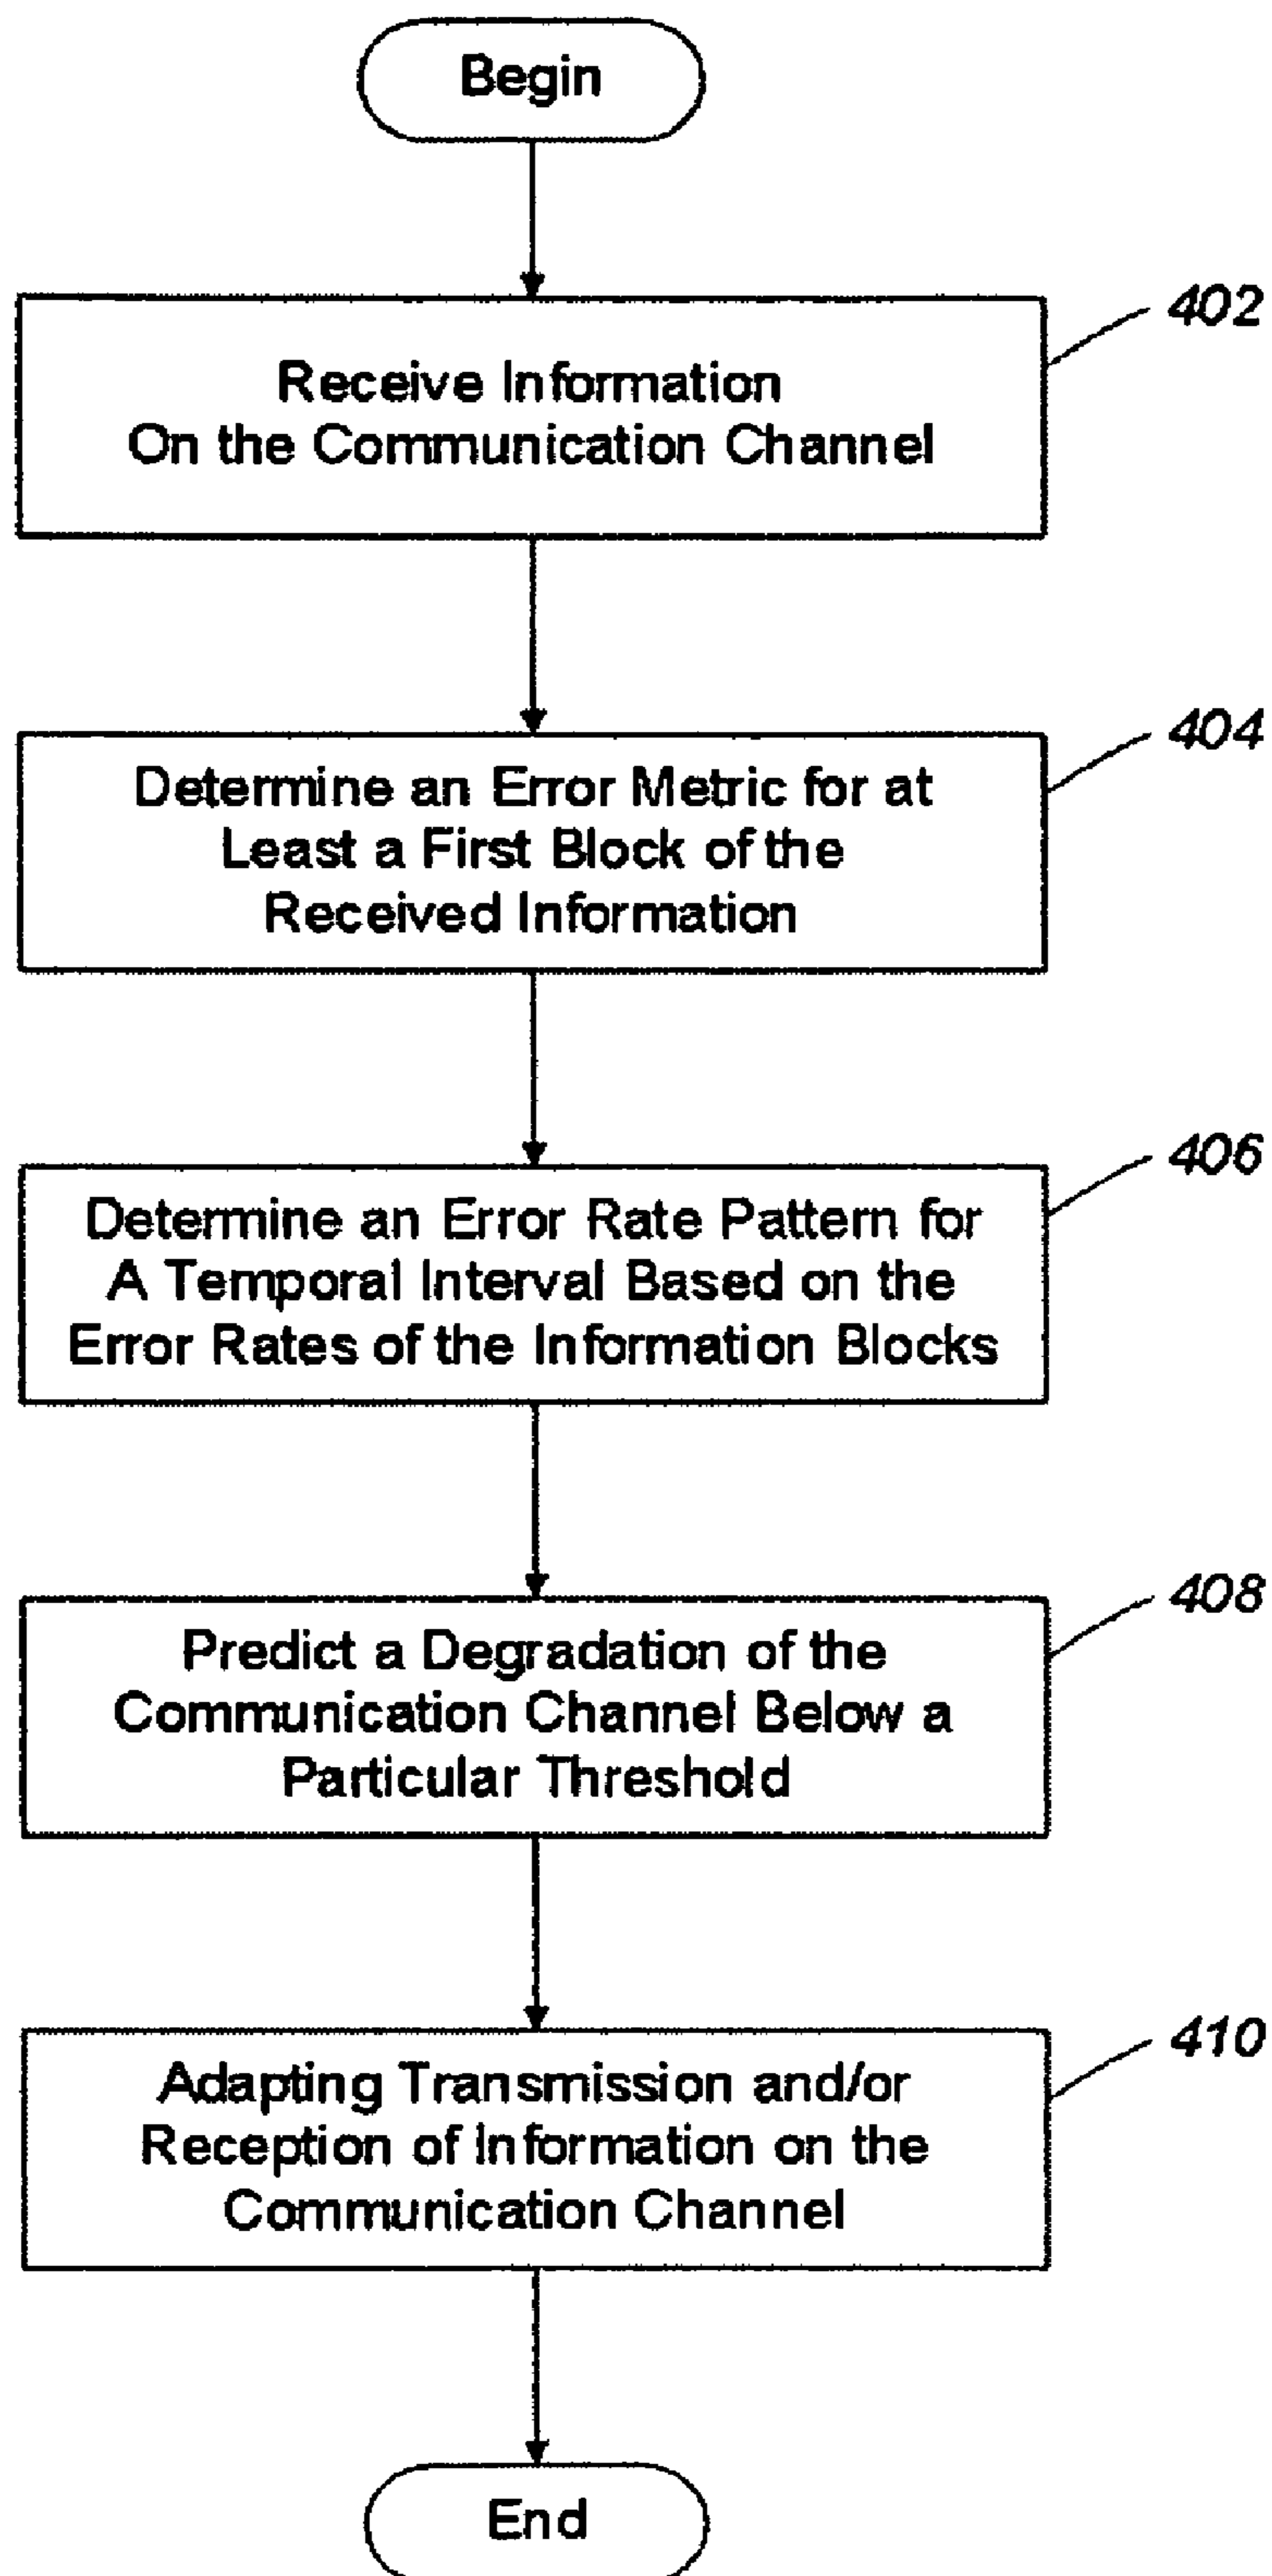 Begin
402
Receive Information
On the Communication Channel
404
Determine an Error Metric for at
Least a First Block of the
Received Information
406
Determine an Error Rate Pattern for
A Temporal Interval Based on the
Error Rates of the Information Blocks
408
Predict a Degradation of the
Communication Channel Below a
Particular Threshold
410
Adapting Transmission and/or
Reception of Information on the
Communication Channel
End